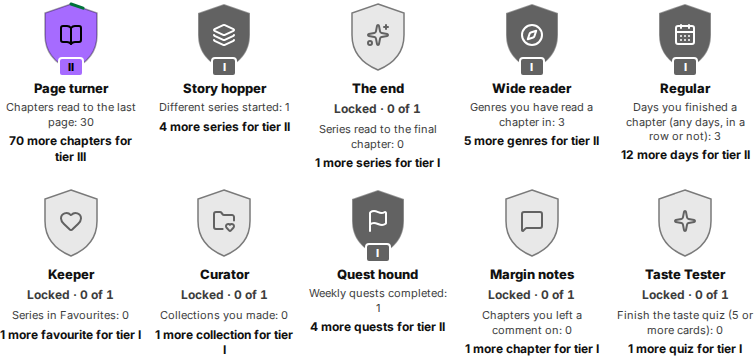 II
Page turner
Chapters read to the last
page: 30
70 more chapters for
tier III
I
Story hopper
Different series started: 1
4 more series for tier II
The end
Locked · 0 of 1
Series read to the final
chapter: 0
1 more series for tier I
I
Wide reader
Genres you have read a
chapter in: 3
5 more genres for tier II
I
Regular
Days you finished a
chapter (any days, in a
row or not): 3
12 more days for tier II
Keeper
Locked · 0 of 1
Series in Favourites: 0
1 more favourite for tier I
Curator
Locked · 0 of 1
Collections you made: 0
1 more collection for tier
I
I
Quest hound
Weekly quests completed:
1
4 more quests for tier II
Margin notes
Locked · 0 of 1
Chapters you left a
comment on: 0
1 more chapter for tier I
Taste Tester
Locked · 0 of 1
Finish the taste quiz (5 or
more cards): 0
1 more quiz for tier I